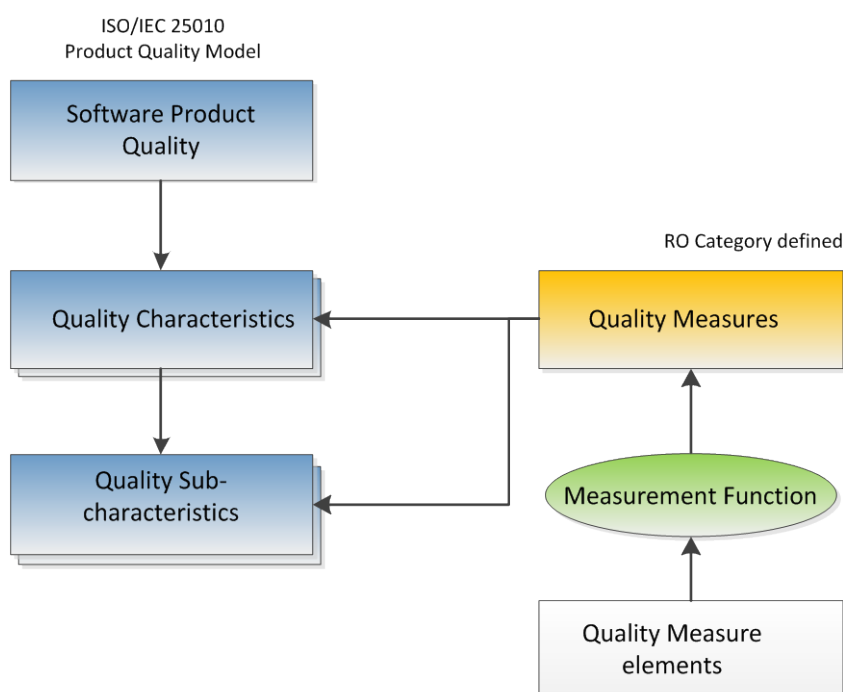 ISO/IEC 25010
Product Quality Model
Software Product
Quality
RO Category defined
Quality Characteristics
Quality Measures
Quality Sub-
characteristics
Measurement Function
Quality Measure
elements